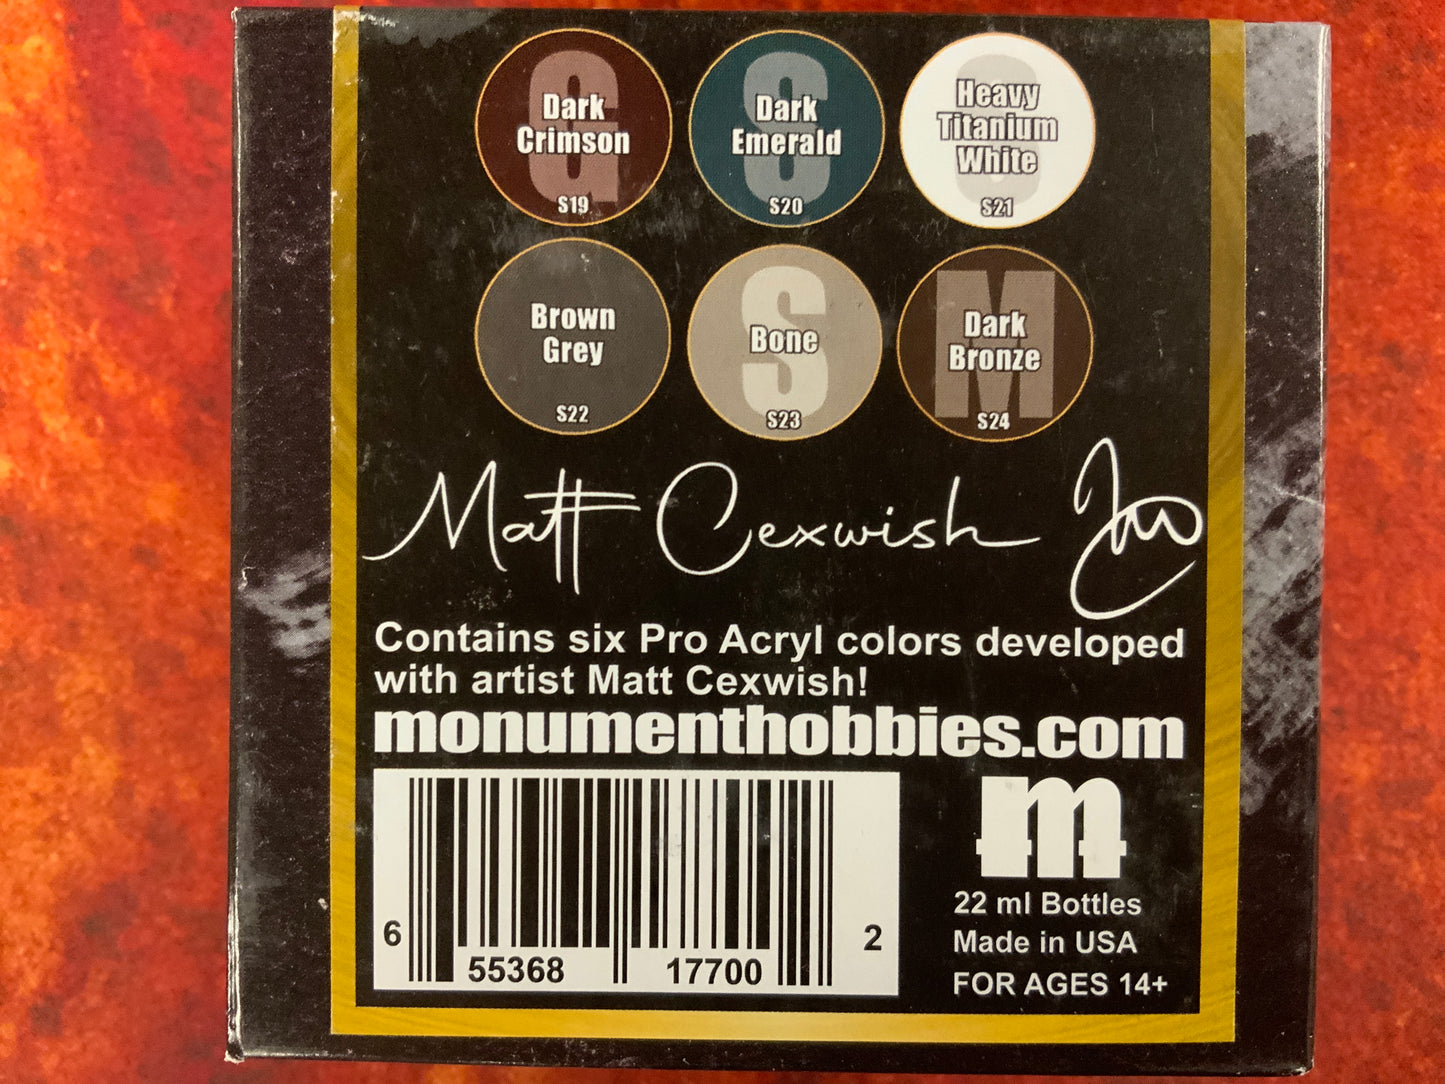 G
Dark
Crimson
S19
S
Dark
Emerald
S20
Heavy
Titanium
White
S21
Brown
Grey
S22
S
Bone
S23
M
Dark
Bronze
S24
Matt Cexwish
Contains six Pro Acryl colors developed
with artist Matt Cexwish!
monumenthobbies.com
m
22 ml Bottles
Made in USA
FOR AGES 14+
6 55368 17700 2